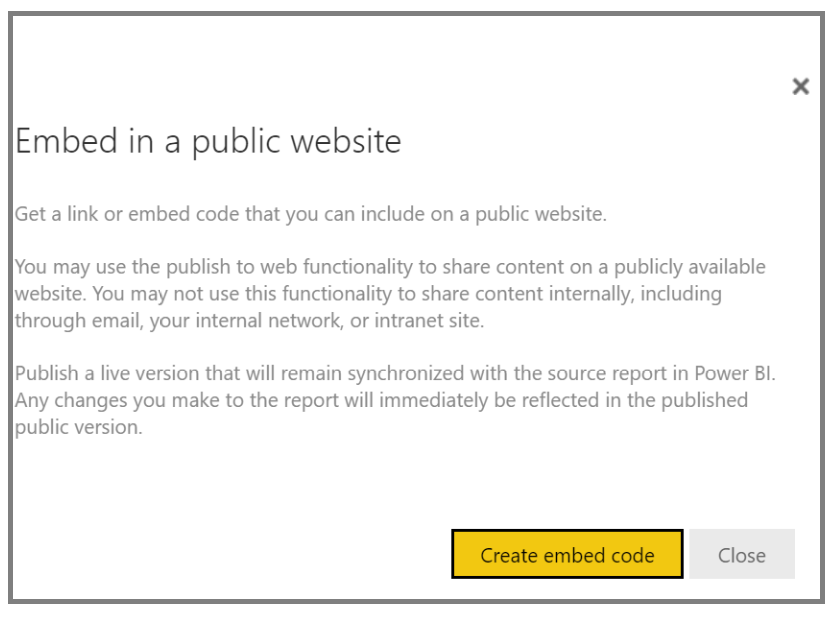 Embed in a public website
Get a link or embed code that you can include on a public website.
You may use the publish to web functionality to share content on a publicly available
website. You may not use this functionality to share content internally, including
through email, your internal network, or intranet site.
Publish a live version that will remain synchronized with the source report in Power BI.
Any changes you make to the report will immediately be reflected in the published
public version.
Create embed code Close